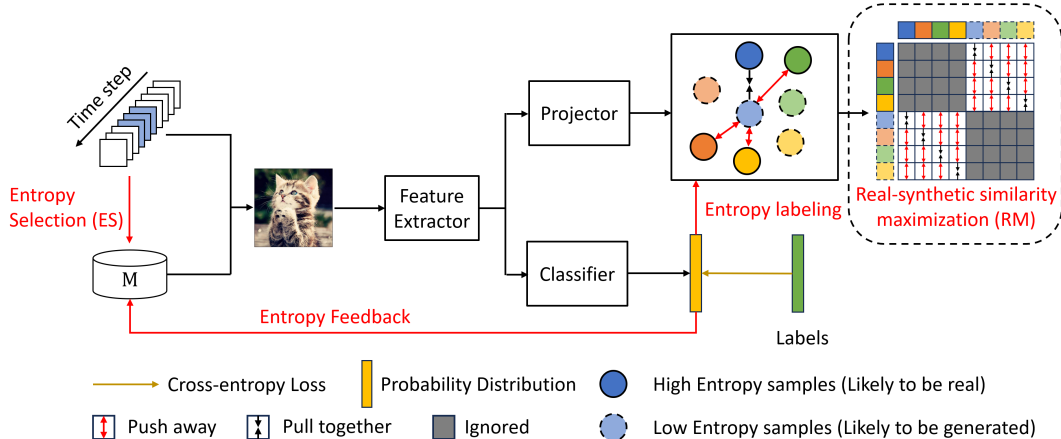 Time step
Entropy
Selection (ES)
M
Feature
Extractor
Projector
Classifier
Entropy labeling
Real-synthetic similarity
maximization (RM)
Entropy Feedback
Labels
Cross-entropy Loss
Probability Distribution
High Entropy samples (Likely to be real)
Push away
Pull together
Ignored
Low Entropy samples (Likely to be generated)